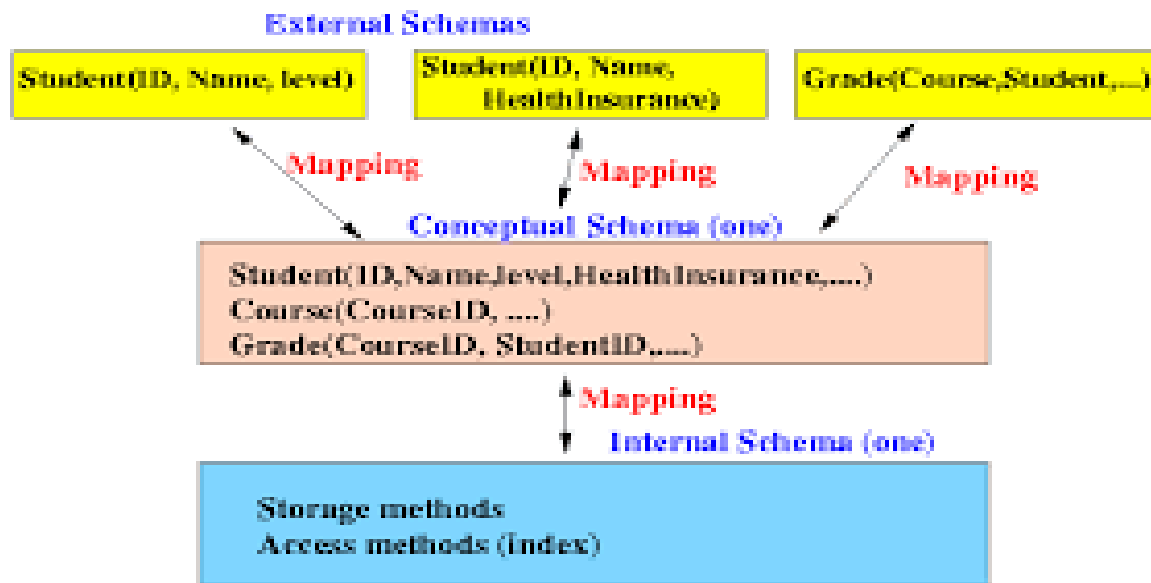 External Schemas
Student(ID, Name, level)
Student(ID, Name,
HealthInsurance)
Grade(Course,Student,...)
Mapping
Mapping
Mapping
Conceptual Schema (one)
Student(ID,Name,level,HealthInsurance,....)
Course(CourseID, ....)
Grade(CourseID, StudentID,....)
Mapping
Internal Schema (one)
Storage methods
Access methods (index)